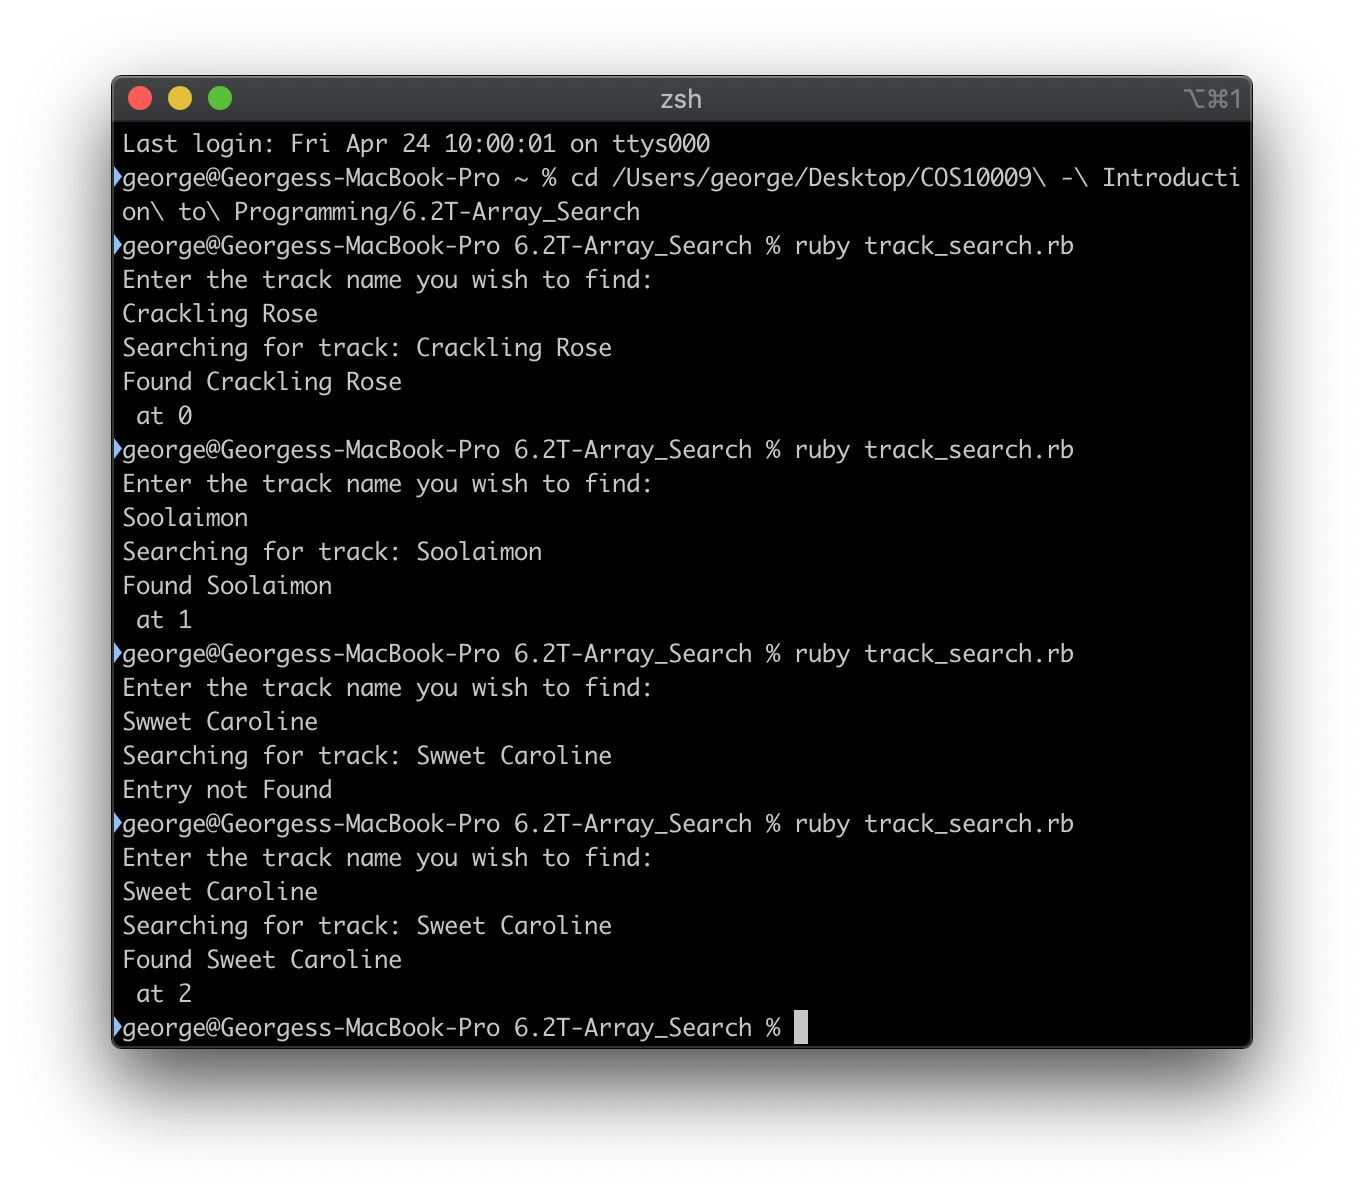 zsh
⌥⌘1
Last login: Fri Apr 24 10:00:01 on ttys000
george@Georgess-MacBook-Pro ~ % cd /Users/george/Desktop/COS10009\ -\ Introducti
on\ to\ Programming/6.2T-Array_Search
george@Georgess-MacBook-Pro 6.2T-Array_Search % ruby track_search.rb
Enter the track name you wish to find:
Crackling Rose
Searching for track: Crackling Rose
Found Crackling Rose
 at 0
george@Georgess-MacBook-Pro 6.2T-Array_Search % ruby track_search.rb
Enter the track name you wish to find:
Soolaimon
Searching for track: Soolaimon
Found Soolaimon
 at 1
george@Georgess-MacBook-Pro 6.2T-Array_Search % ruby track_search.rb
Enter the track name you wish to find:
Swwet Caroline
Searching for track: Swwet Caroline
Entry not Found
george@Georgess-MacBook-Pro 6.2T-Array_Search % ruby track_search.rb
Enter the track name you wish to find:
Sweet Caroline
Searching for track: Sweet Caroline
Found Sweet Caroline
 at 2
george@Georgess-MacBook-Pro 6.2T-Array_Search %